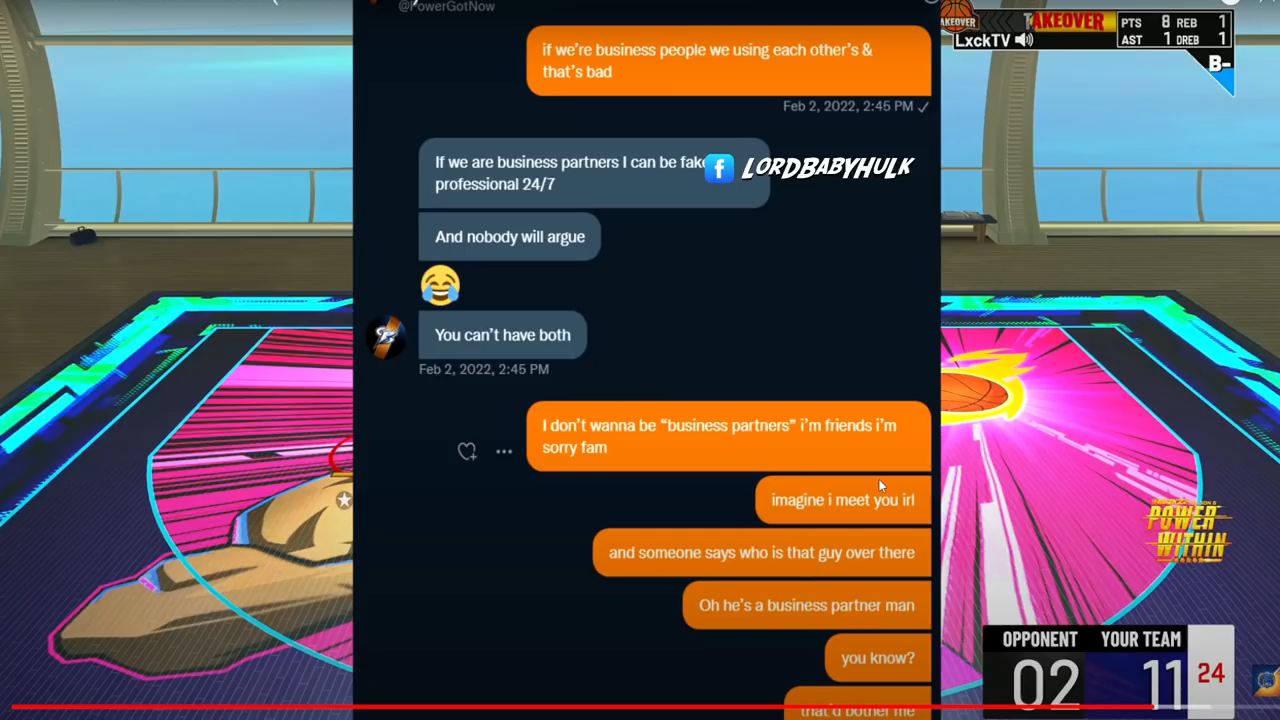 @PowerGotNow
if we're business people we using each other's &
that's bad
Feb 2, 2022, 2:45 PM
If we are business partners I can be fake
professional 24/7
And nobody will argue
You can't have both
Feb 2, 2022, 2:45 PM
I don't wanna be “business partners” i'm friends i'm
sorry fam
imagine i meet you irl
and someone says who is that guy over there
Oh he's a business partner man
you know?
that'd bother me
LORDBABYHULK
TAKEOVER
TAKEOVER
PTS 8 REB 1
AST 1 DREB 1
LxckTV
B-
POWER
WITHIN
OPPONENT YOUR TEAM
02 11 24